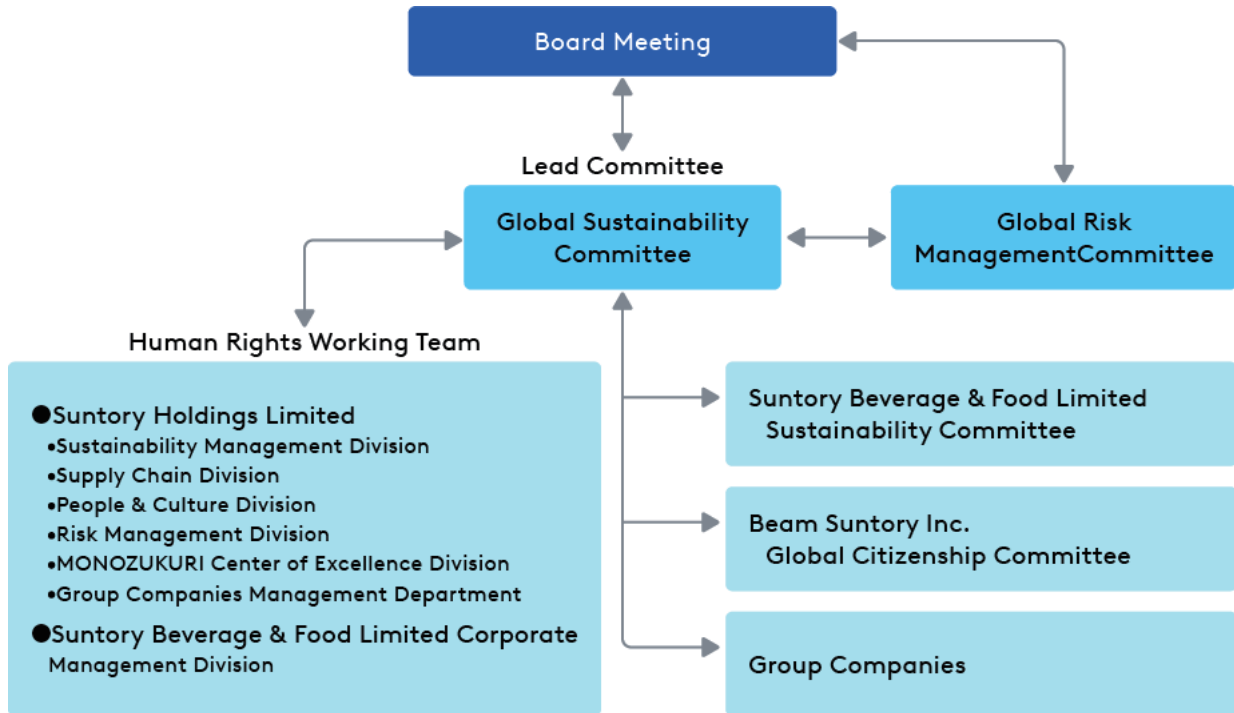 Board Meeting
Lead Committee
Global Sustainability
Committee
Global Risk
ManagementCommittee
Human Rights Working Team
●Suntory Holdings Limited
•Sustainability Management Division
•Supply Chain Division
•People & Culture Division
•Risk Management Division
•MONOZUKURI Center of Excellence Division
•Group Companies Management Department
●Suntory Beverage & Food Limited Corporate
Management Division
Suntory Beverage & Food Limited
Sustainability Committee
Beam Suntory Inc.
Global Citizenship Committee
Group Companies